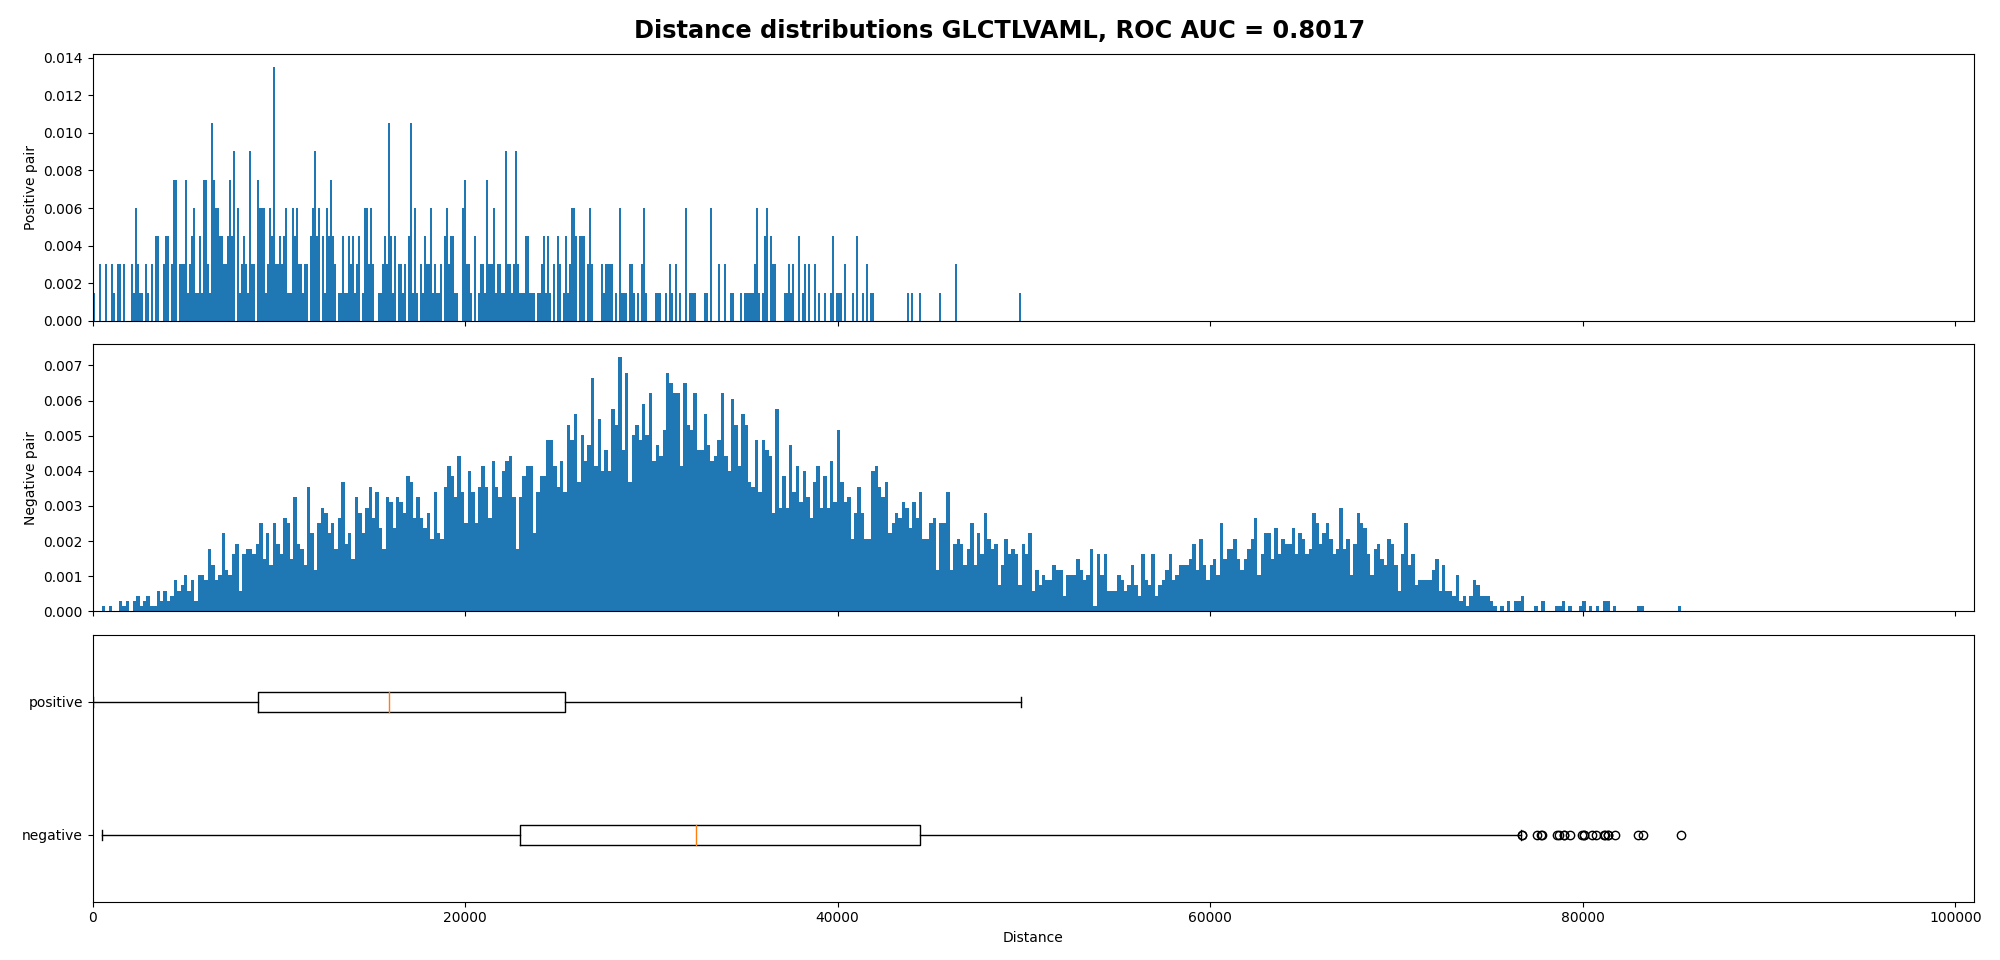 Distance distributions GLCTLVAML, ROC AUC = 0.8017
0.014
0.012
0.010
0.008
0.006
0.004
0.002
0.000
Positive pair
0.007
0.006
0.005
0.004
0.003
0.002
0.001
0.000
Negative pair
positive
negative
0 20000 40000 60000 80000 100000
Distance